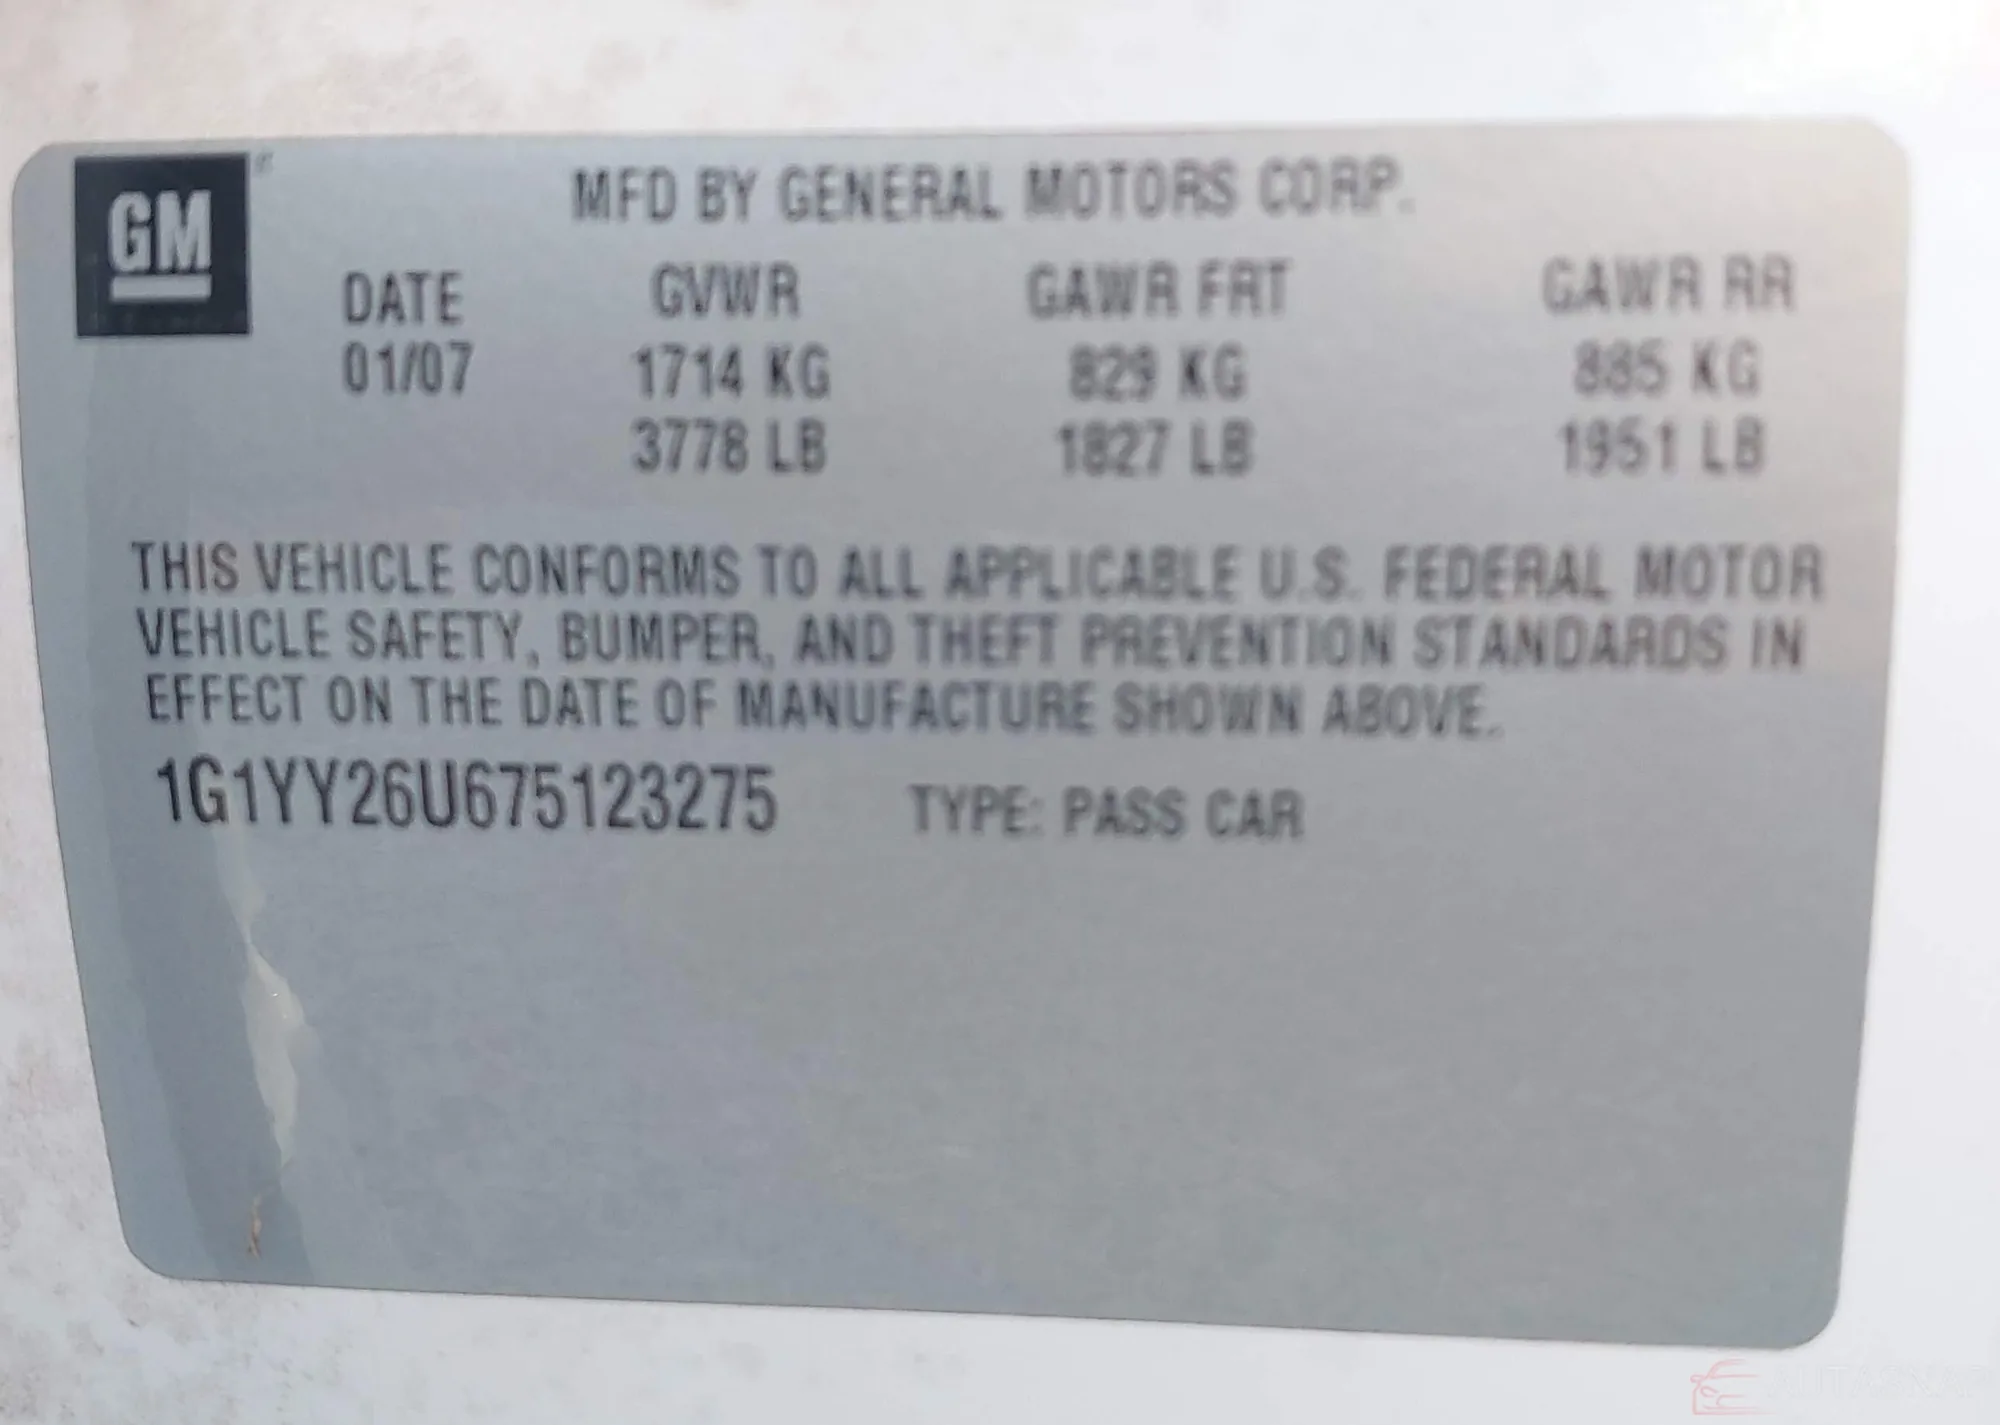 GM
MFD BY GENERAL MOTORS CORP.
DATE GVWR GAWR FRT GAWR RR
01/07 1714 KG 829 KG 885 KG
3778 LB 1827 LB 1951 LB
THIS VEHICLE CONFORMS TO ALL APPLICABLE U.S. FEDERAL MOTOR
VEHICLE SAFETY, BUMPER, AND THEFT PREVENTION STANDARDS IN
EFFECT ON THE DATE OF MANUFACTURE SHOWN ABOVE.
1G1YY26U675123275 TYPE: PASS CAR